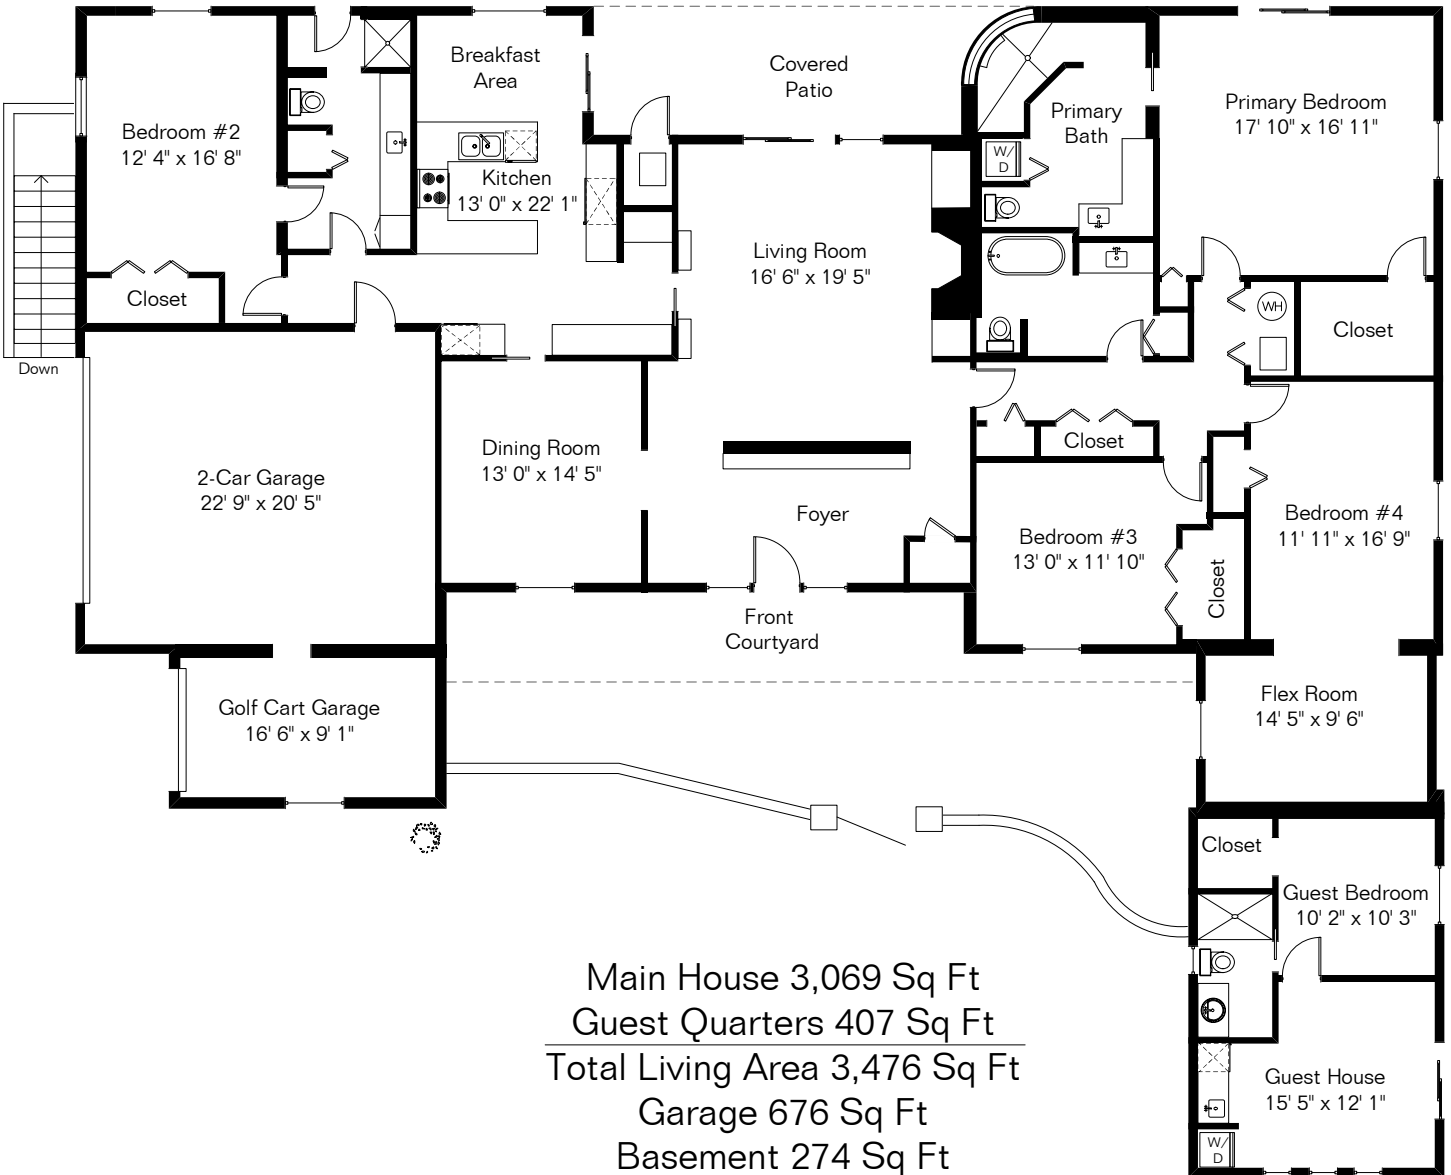 Breakfast
Area
Covered
Patio
Primary
Bath
Primary Bedroom
17' 10" x 16' 11"
Bedroom #2
12' 4" x 16' 8"
W/
D
Kitchen
13' 0" x 22' 1"
Living Room
16' 6" x 19' 5"
Closet
WH
Closet
Down
Dining Room
13' 0" x 14' 5"
Closet
2-Car Garage
22' 9" x 20' 5"
Foyer
Bedroom #3
13' 0" x 11' 10"
Closet
Bedroom #4
11' 11" x 16' 9"
Front
Courtyard
Golf Cart Garage
16' 6" x 9' 1"
Flex Room
14' 5" x 9' 6"
Closet
Guest Bedroom
10' 2" x 10' 3"
Main House 3,069 Sq Ft
Guest Quarters 407 Sq Ft
Total Living Area 3,476 Sq Ft
Garage 676 Sq Ft
Basement 274 Sq Ft
Guest House
15' 5" x 12' 1"
W/
D